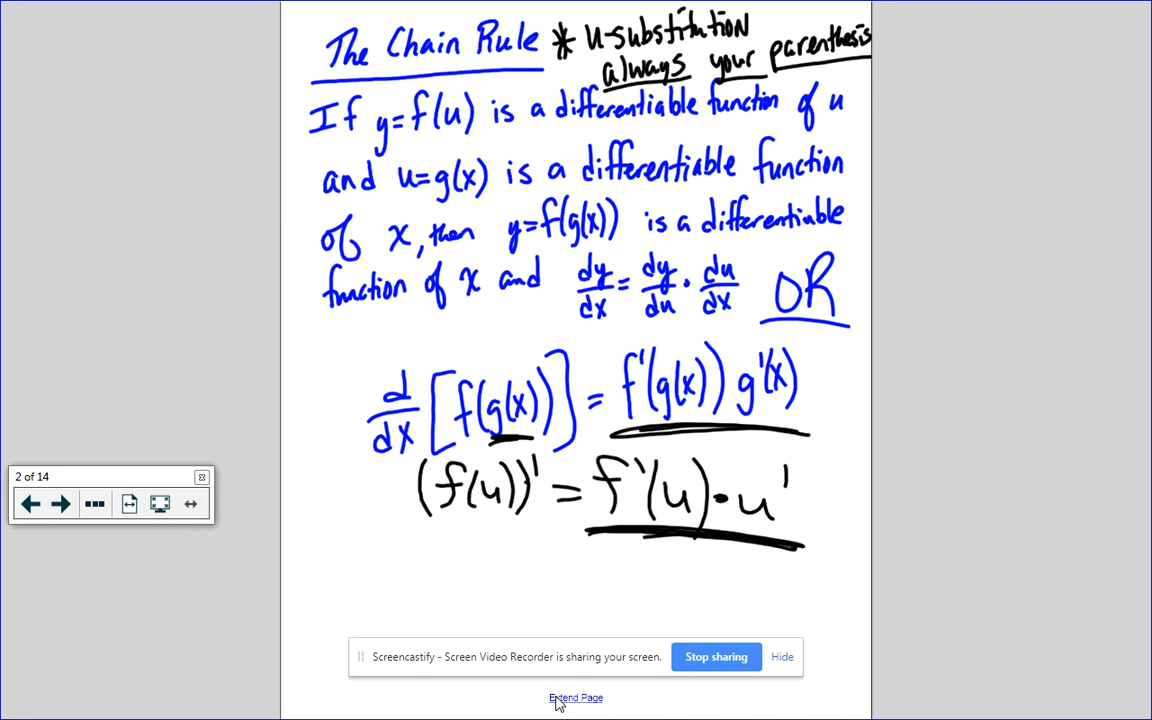 The Chain Rule * u-substitution
always your parenthesis
If y=f(u) is a differentiable function of u
and u=g(x) is a differentiable function
of x, then y=f(g(x)) is a differentiable
function of x and dy/dx = dy/du · du/dx OR
d/dx [f(g(x))] = f'(g(x)) g'(x)
(f(u))' = f'(u) · u'
2 of 14
Screencastify - Screen Video Recorder is sharing your screen. Stop sharing Hide
Extend Page